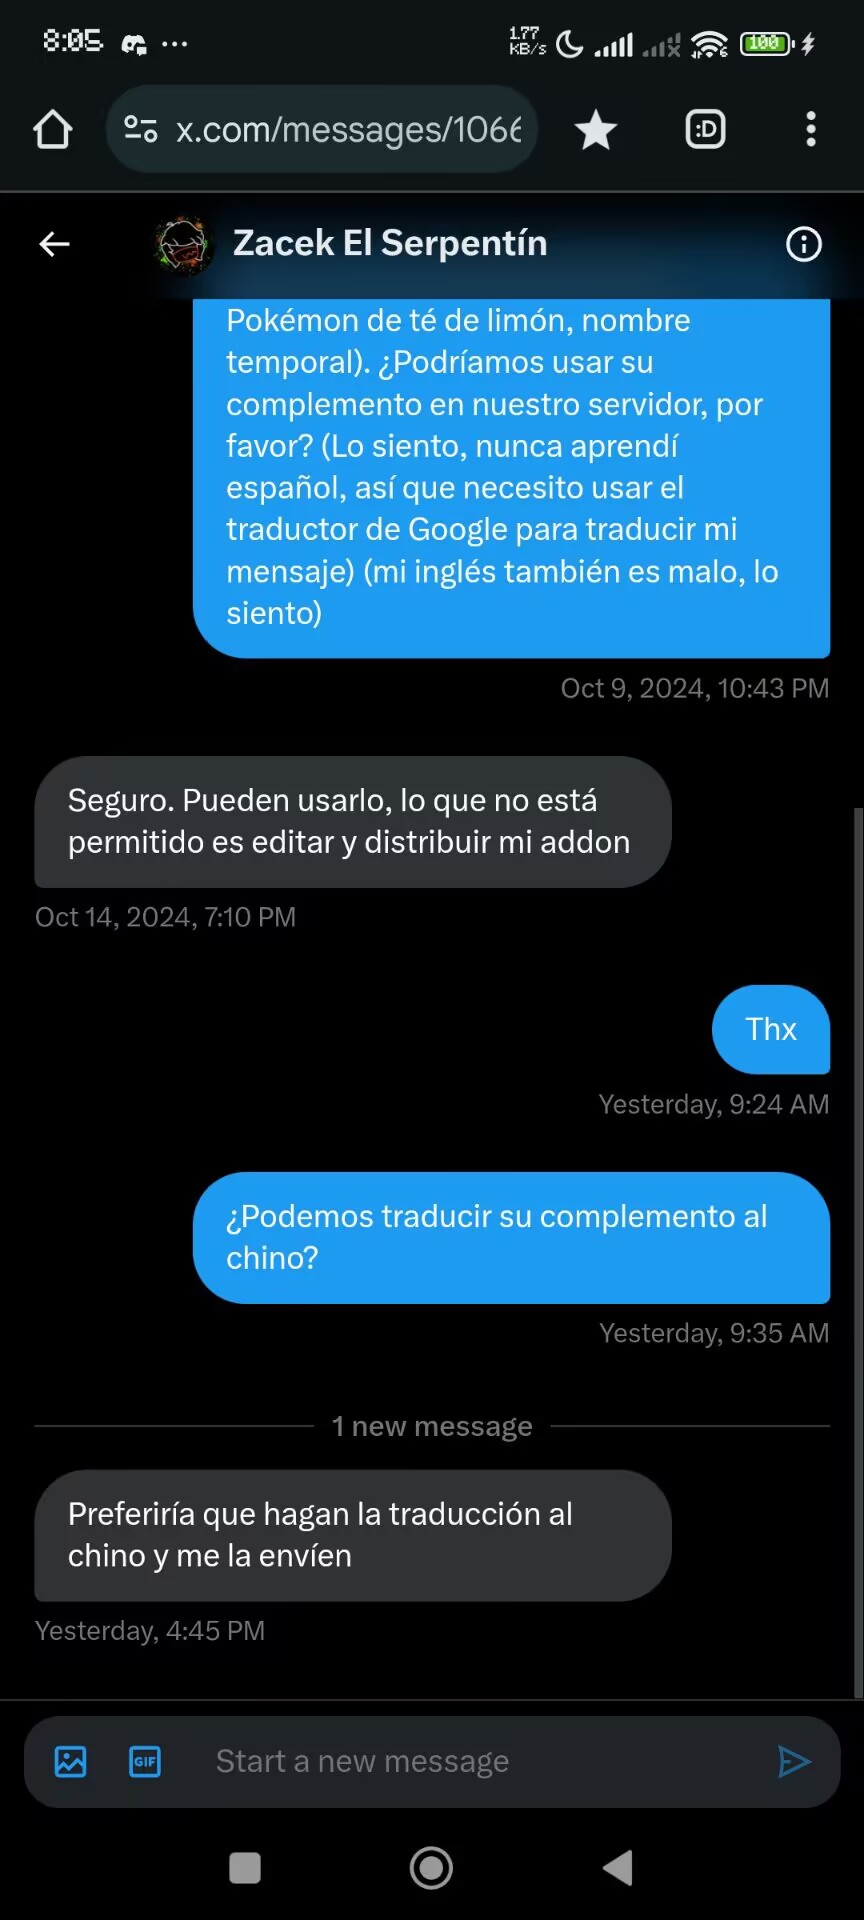 8:05
1.77
KB/s
6
100
x.com/messages/1066
:D
Zacek El Serpentín
Pokémon de té de limón, nombre
temporal). ¿Podríamos usar su
complemento en nuestro servidor, por
favor? (Lo siento, nunca aprendí
español, así que necesito usar el
traductor de Google para traducir mi
mensaje) (mi inglés también es malo, lo
siento)
Oct 9, 2024, 10:43 PM
Seguro. Pueden usarlo, lo que no está
permitido es editar y distribuir mi addon
Oct 14, 2024, 7:10 PM
Thx
Yesterday, 9:24 AM
¿Podemos traducir su complemento al
chino?
Yesterday, 9:35 AM
1 new message
Preferiría que hagan la traducción al
chino y me la envíen
Yesterday, 4:45 PM
GIF
Start a new message